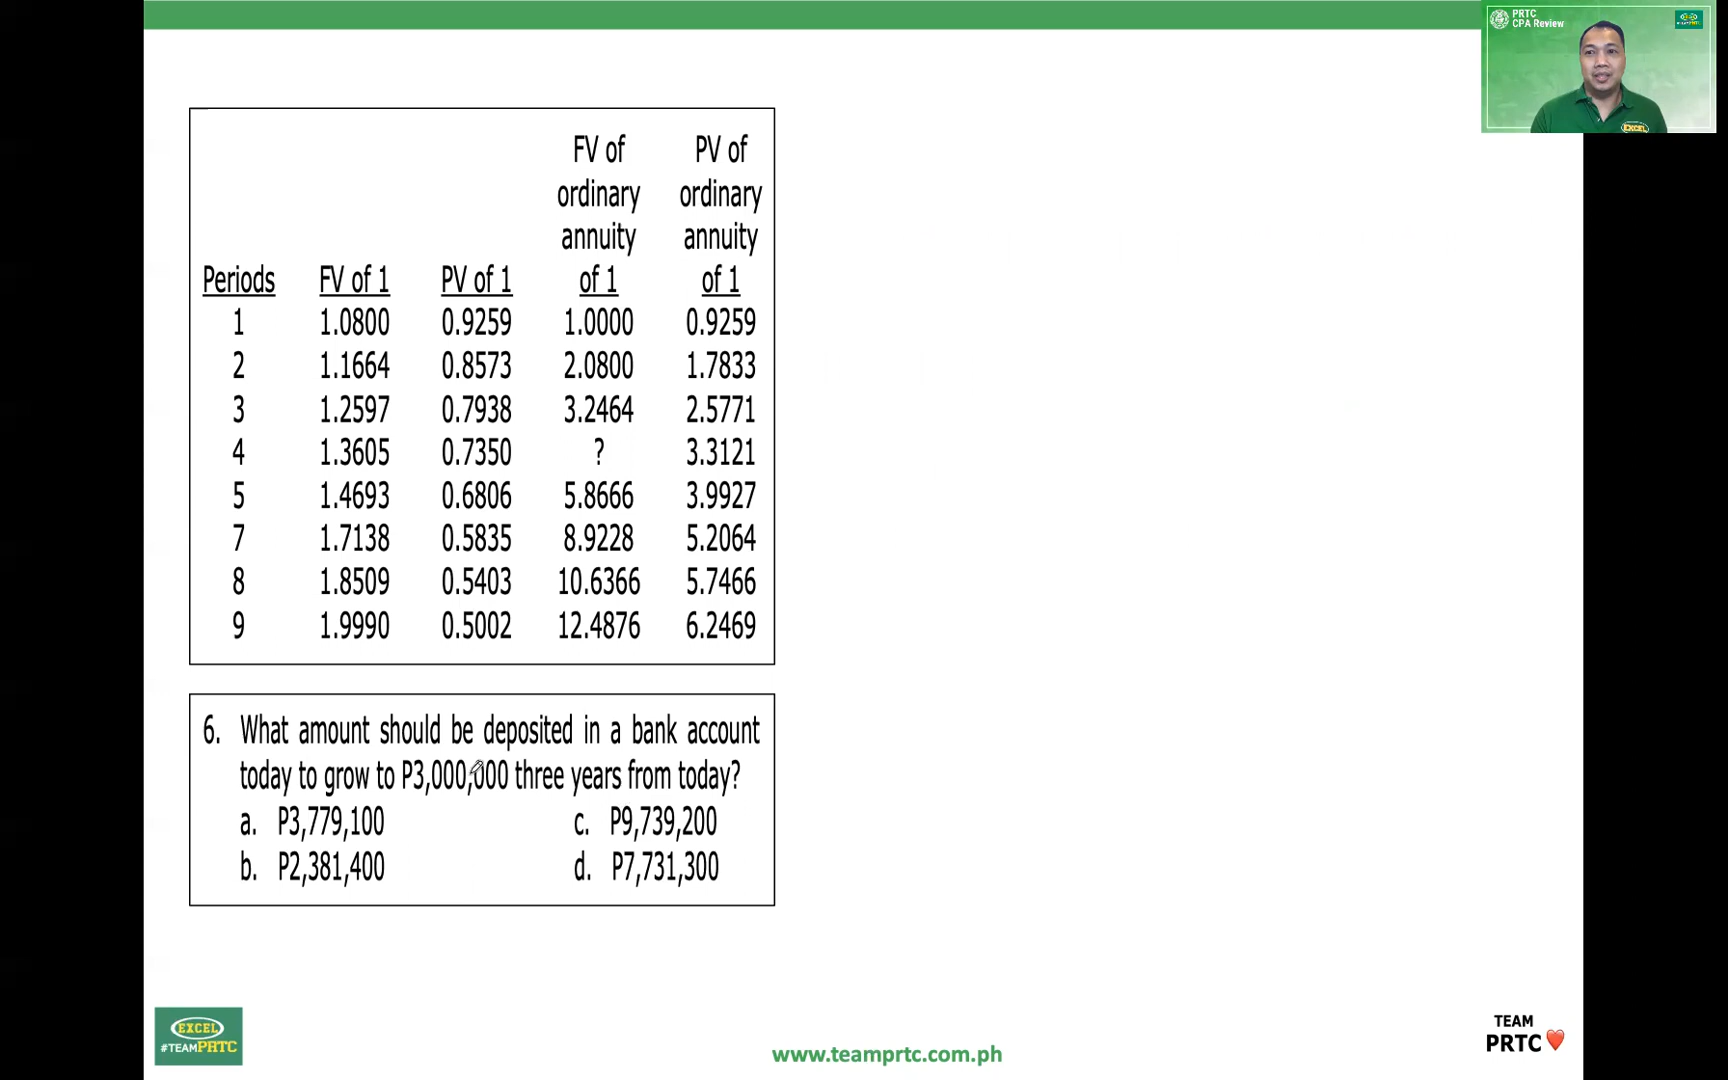 PRTC
CPA Review
EXCEL
FV of PV of
ordinary ordinary
annuity annuity
Periods FV of 1 PV of 1 of 1 of 1
1 1.0800 0.9259 1.0000 0.9259
2 1.1664 0.8573 2.0800 1.7833
3 1.2597 0.7938 3.2464 2.5771
4 1.3605 0.7350 ? 3.3121
5 1.4693 0.6806 5.8666 3.9927
7 1.7138 0.5835 8.9228 5.2064
8 1.8509 0.5403 10.6366 5.7466
9 1.9990 0.5002 12.4876 6.2469
6. What amount should be deposited in a bank account
today to grow to P3,000,000 three years from today?
a. P3,779,100 c. P9,739,200
b. P2,381,400 d. P7,731,300
EXCEL
#TEAMPRTC
www.teamprtc.com.ph
TEAM
PRTC